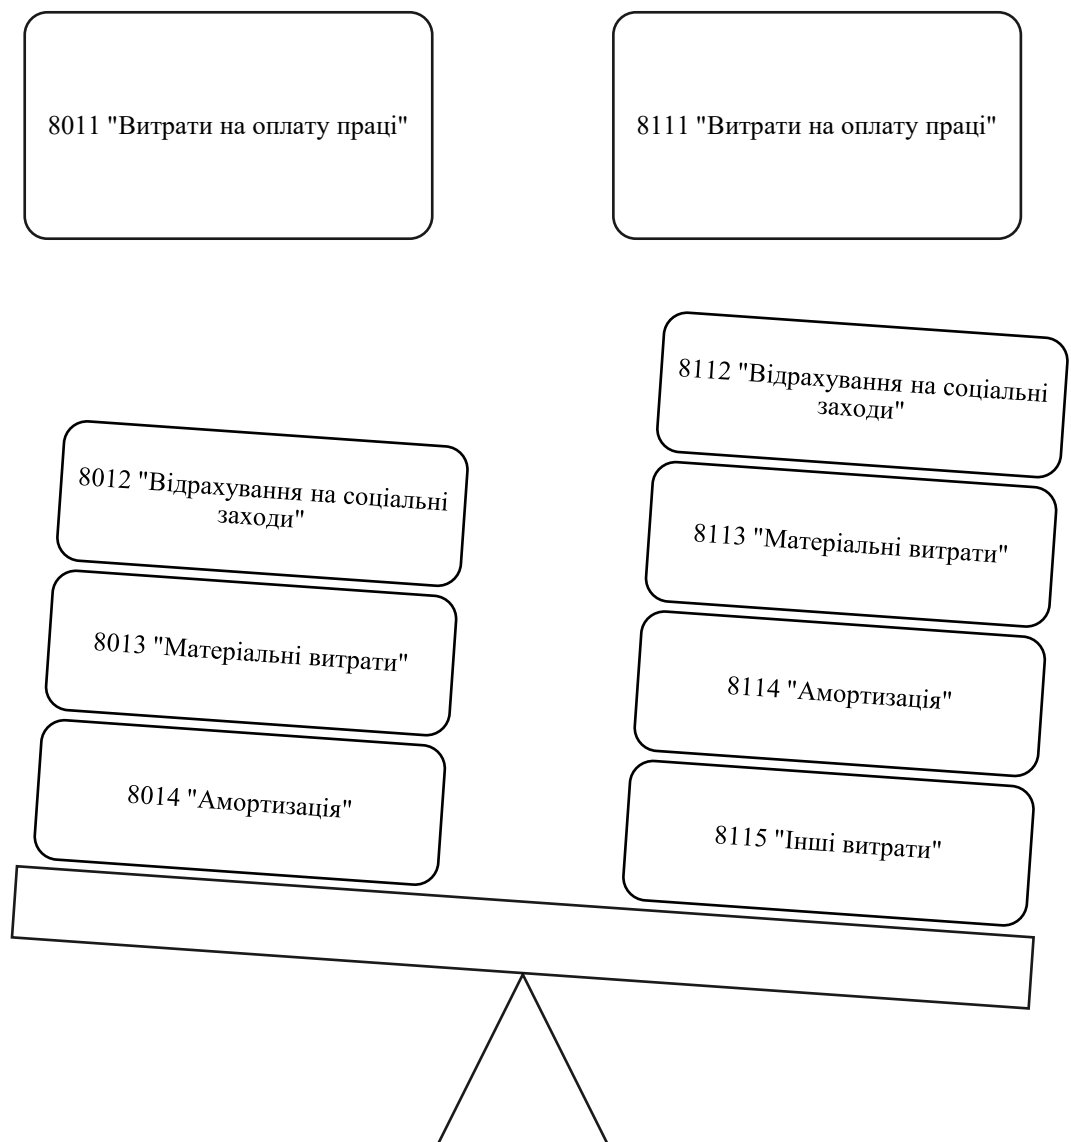 8011 "Витрати на оплату праці"
8111 "Витрати на оплату праці"
8012 "Відрахування на соціальні
заходи"
8013 "Матеріальні витрати"
8014 "Амортизація"
8112 "Відрахування на соціальні
заходи"
8113 "Матеріальні витрати"
8114 "Амортизація"
8115 "Інші витрати"